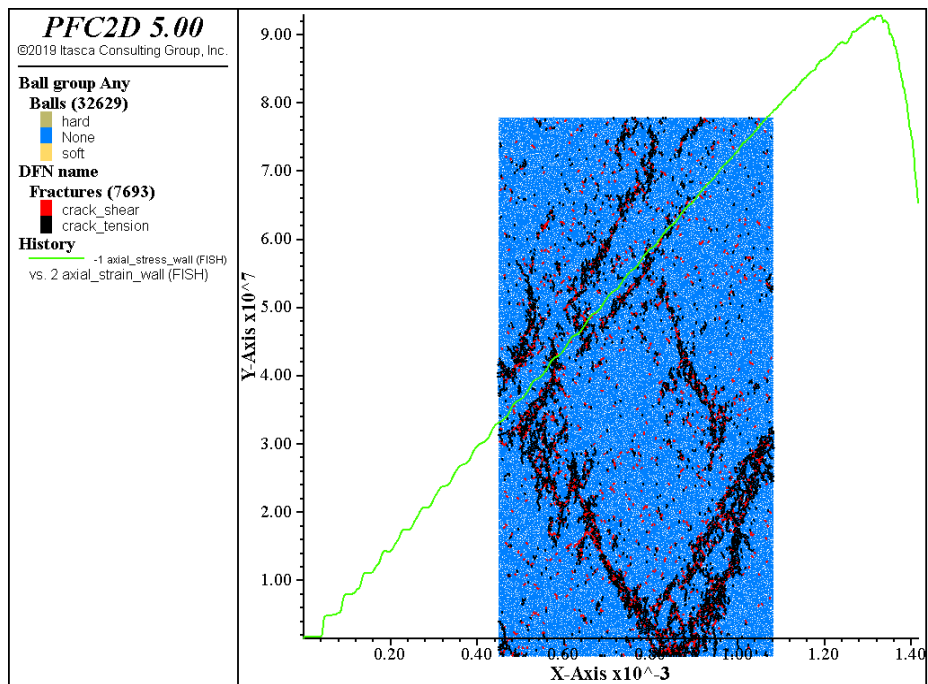 PFC2D 5.00
©2019 Itasca Consulting Group, Inc.
Ball group Any
Balls (32629)
hard
None
soft
DFN name
Fractures (7693)
crack_shear
crack_tension
History
-1 axial_stress_wall (FISH)
vs. 2 axial_strain_wall (FISH)
Y-Axis x10^7
9.00
8.00
7.00
6.00
5.00
4.00
3.00
2.00
1.00
0.20
0.40
0.60
0.80
1.00
1.20
1.40
X-Axis x10^-3